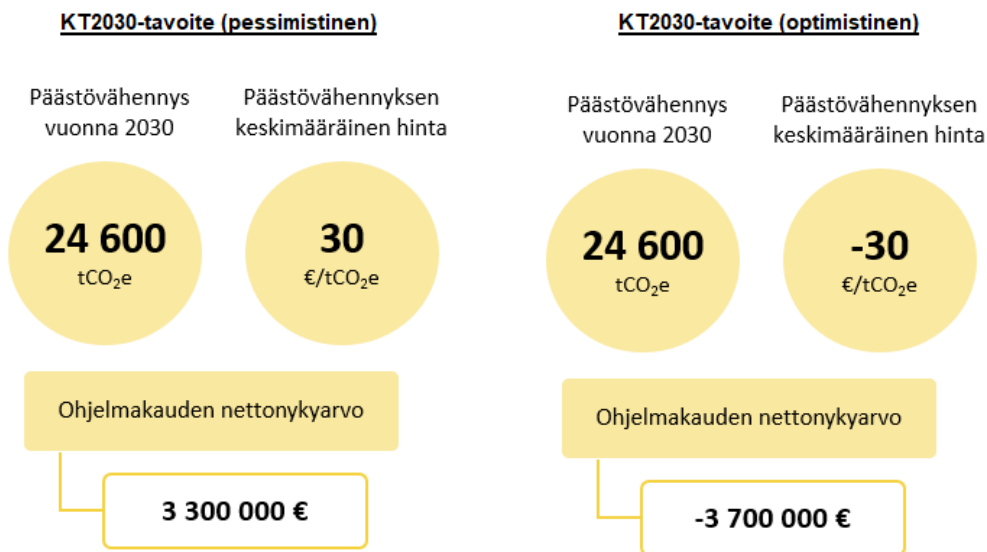 KT2030-tavoite (pessimistinen)
Päästövähennys
vuonna 2030
Päästövähennyksen
keskimääräinen hinta
24 600
tCO₂e
30
€/tCO₂e
Ohjelmakauden nettonykyarvo
3 300 000 €
KT2030-tavoite (optimistinen)
Päästövähennys
vuonna 2030
Päästövähennyksen
keskimääräinen hinta
24 600
tCO₂e
-30
€/tCO₂e
Ohjelmakauden nettonykyarvo
-3 700 000 €